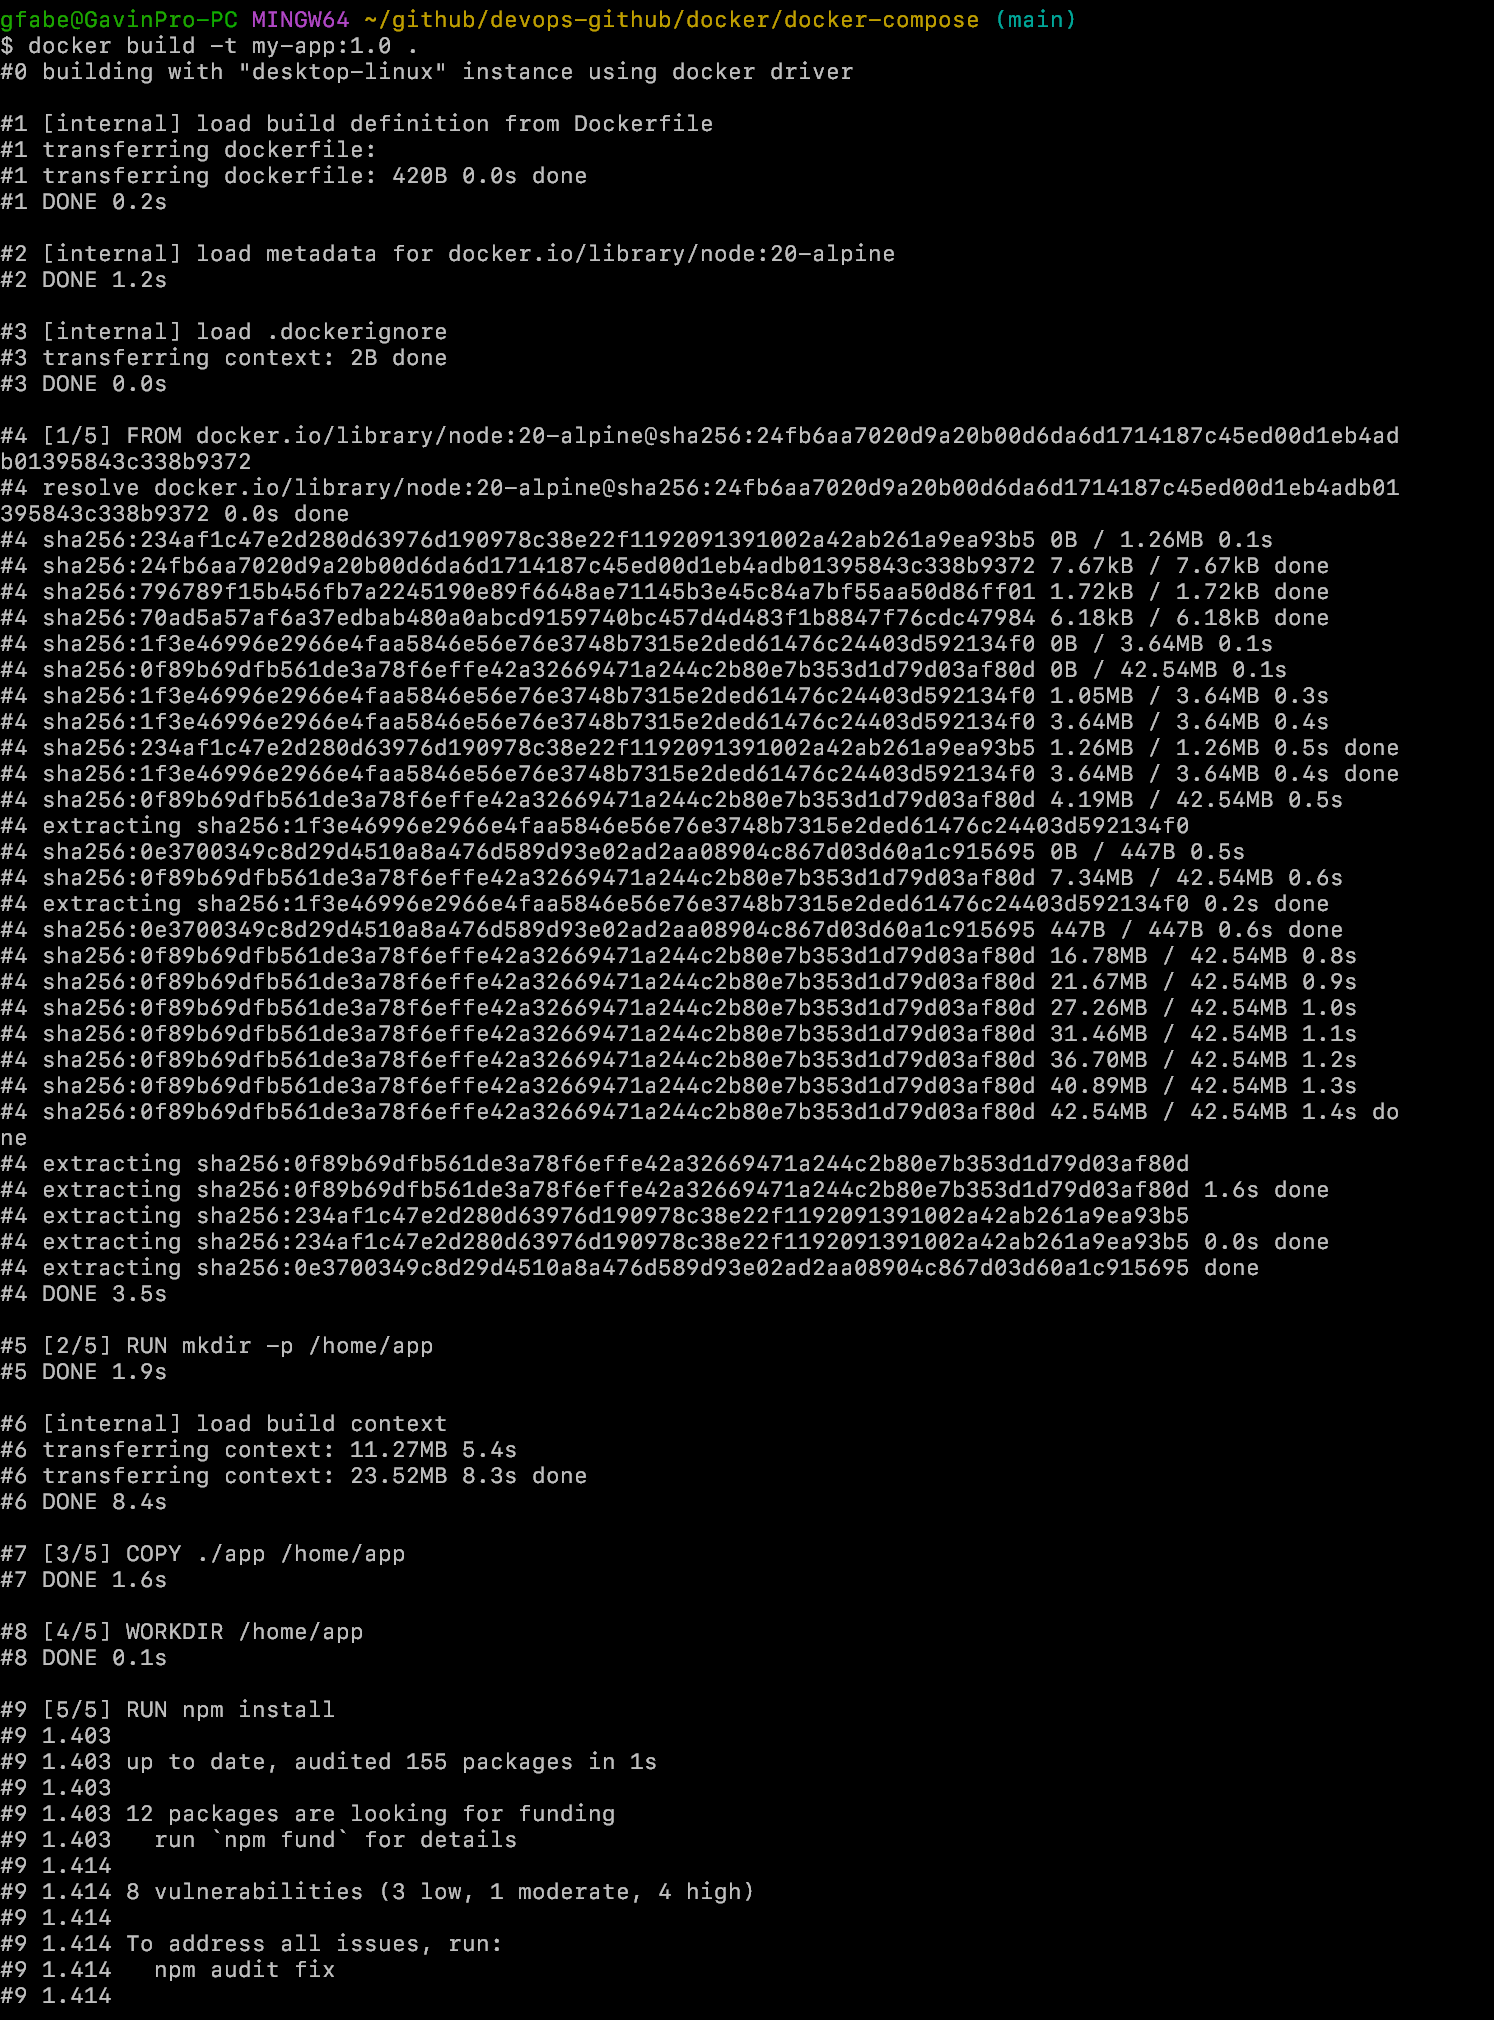 gfabe@GavinPro-PC MINGW64 ~/github/devops-github/docker/docker-compose (main)
$ docker build -t my-app:1.0 .
#0 building with "desktop-linux" instance using docker driver

#1 [internal] load build definition from Dockerfile
#1 transferring dockerfile:
#1 transferring dockerfile: 420B 0.0s done
#1 DONE 0.2s

#2 [internal] load metadata for docker.io/library/node:20-alpine
#2 DONE 1.2s

#3 [internal] load .dockerignore
#3 transferring context: 2B done
#3 DONE 0.0s

#4 [1/5] FROM docker.io/library/node:20-alpine@sha256:24fb6aa7020d9a20b00d6da6d1714187c45ed00d1eb4ad
b01395843c338b9372
#4 resolve docker.io/library/node:20-alpine@sha256:24fb6aa7020d9a20b00d6da6d1714187c45ed00d1eb4adb01
395843c338b9372 0.0s done
#4 sha256:234af1c47e2d280d63976d190978c38e22f1192091391002a42ab261a9ea93b5 0B / 1.26MB 0.1s
#4 sha256:24fb6aa7020d9a20b00d6da6d1714187c45ed00d1eb4adb01395843c338b9372 7.67kB / 7.67kB done
#4 sha256:796789f15b456fb7a2245190e89f6648ae71145b3e45c84a7bf55aa50d86ff01 1.72kB / 1.72kB done
#4 sha256:70ad5a57af6a37edbab480a0abcd9159740bc457d4d483f1b8847f76cdc47984 6.18kB / 6.18kB done
#4 sha256:1f3e46996e2966e4faa5846e56e76e3748b7315e2ded61476c24403d592134f0 0B / 3.64MB 0.1s
#4 sha256:0f89b69dfb561de3a78f6effe42a32669471a244c2b80e7b353d1d79d03af80d 0B / 42.54MB 0.1s
#4 sha256:1f3e46996e2966e4faa5846e56e76e3748b7315e2ded61476c24403d592134f0 1.05MB / 3.64MB 0.3s
#4 sha256:1f3e46996e2966e4faa5846e56e76e3748b7315e2ded61476c24403d592134f0 3.64MB / 3.64MB 0.4s
#4 sha256:234af1c47e2d280d63976d190978c38e22f1192091391002a42ab261a9ea93b5 1.26MB / 1.26MB 0.5s done
#4 sha256:1f3e46996e2966e4faa5846e56e76e3748b7315e2ded61476c24403d592134f0 3.64MB / 3.64MB 0.4s done
#4 sha256:0f89b69dfb561de3a78f6effe42a32669471a244c2b80e7b353d1d79d03af80d 4.19MB / 42.54MB 0.5s
#4 extracting sha256:1f3e46996e2966e4faa5846e56e76e3748b7315e2ded61476c24403d592134f0
#4 sha256:0e3700349c8d29d4510a8a476d589d93e02ad2aa08904c867d03d60a1c915695 0B / 447B 0.5s
#4 sha256:0f89b69dfb561de3a78f6effe42a32669471a244c2b80e7b353d1d79d03af80d 7.34MB / 42.54MB 0.6s
#4 extracting sha256:1f3e46996e2966e4faa5846e56e76e3748b7315e2ded61476c24403d592134f0 0.2s done
#4 sha256:0e3700349c8d29d4510a8a476d589d93e02ad2aa08904c867d03d60a1c915695 447B / 447B 0.6s done
#4 sha256:0f89b69dfb561de3a78f6effe42a32669471a244c2b80e7b353d1d79d03af80d 16.78MB / 42.54MB 0.8s
#4 sha256:0f89b69dfb561de3a78f6effe42a32669471a244c2b80e7b353d1d79d03af80d 21.67MB / 42.54MB 0.9s
#4 sha256:0f89b69dfb561de3a78f6effe42a32669471a244c2b80e7b353d1d79d03af80d 27.26MB / 42.54MB 1.0s
#4 sha256:0f89b69dfb561de3a78f6effe42a32669471a244c2b80e7b353d1d79d03af80d 31.46MB / 42.54MB 1.1s
#4 sha256:0f89b69dfb561de3a78f6effe42a32669471a244c2b80e7b353d1d79d03af80d 36.70MB / 42.54MB 1.2s
#4 sha256:0f89b69dfb561de3a78f6effe42a32669471a244c2b80e7b353d1d79d03af80d 40.89MB / 42.54MB 1.3s
#4 sha256:0f89b69dfb561de3a78f6effe42a32669471a244c2b80e7b353d1d79d03af80d 42.54MB / 42.54MB 1.4s do
ne
#4 extracting sha256:0f89b69dfb561de3a78f6effe42a32669471a244c2b80e7b353d1d79d03af80d
#4 extracting sha256:0f89b69dfb561de3a78f6effe42a32669471a244c2b80e7b353d1d79d03af80d 1.6s done
#4 extracting sha256:234af1c47e2d280d63976d190978c38e22f1192091391002a42ab261a9ea93b5
#4 extracting sha256:234af1c47e2d280d63976d190978c38e22f1192091391002a42ab261a9ea93b5 0.0s done
#4 extracting sha256:0e3700349c8d29d4510a8a476d589d93e02ad2aa08904c867d03d60a1c915695 done
#4 DONE 3.5s

#5 [2/5] RUN mkdir -p /home/app
#5 DONE 1.9s

#6 [internal] load build context
#6 transferring context: 11.27MB 5.4s
#6 transferring context: 23.52MB 8.3s done
#6 DONE 8.4s

#7 [3/5] COPY ./app /home/app
#7 DONE 1.6s

#8 [4/5] WORKDIR /home/app
#8 DONE 0.1s

#9 [5/5] RUN npm install
#9 1.403
#9 1.403 up to date, audited 155 packages in 1s
#9 1.403
#9 1.403 12 packages are looking for funding
#9 1.403   run `npm fund` for details
#9 1.414
#9 1.414 8 vulnerabilities (3 low, 1 moderate, 4 high)
#9 1.414
#9 1.414 To address all issues, run:
#9 1.414   npm audit fix
#9 1.414